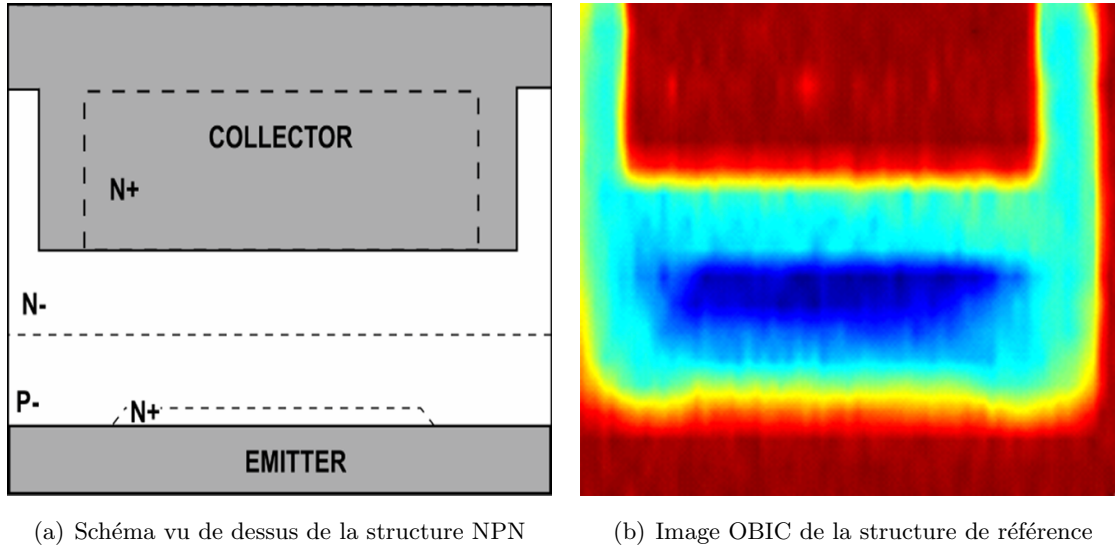 COLLECTOR
N+
N-
P-
N+
EMITTER
(a) Schéma vu de dessus de la structure NPN
(b) Image OBIC de la structure de référence